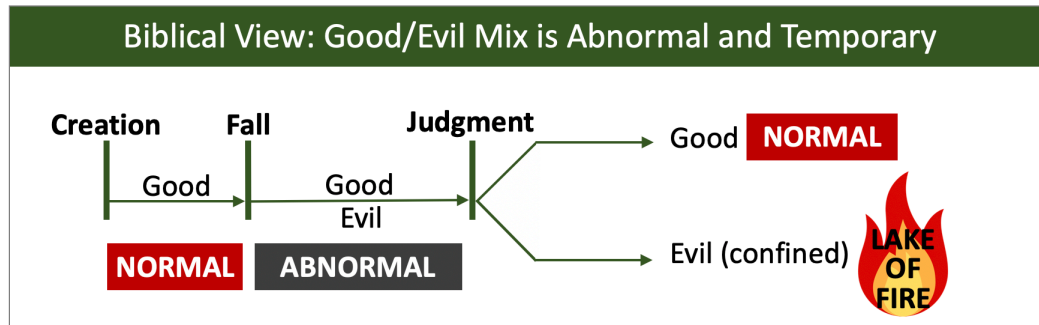 Biblical View: Good/Evil Mix is Abnormal and Temporary
Creation
Fall
Judgment
Good
Good
Evil
NORMAL
ABNORMAL
Good
NORMAL
Evil (confined)
LAKE
OF
FIRE